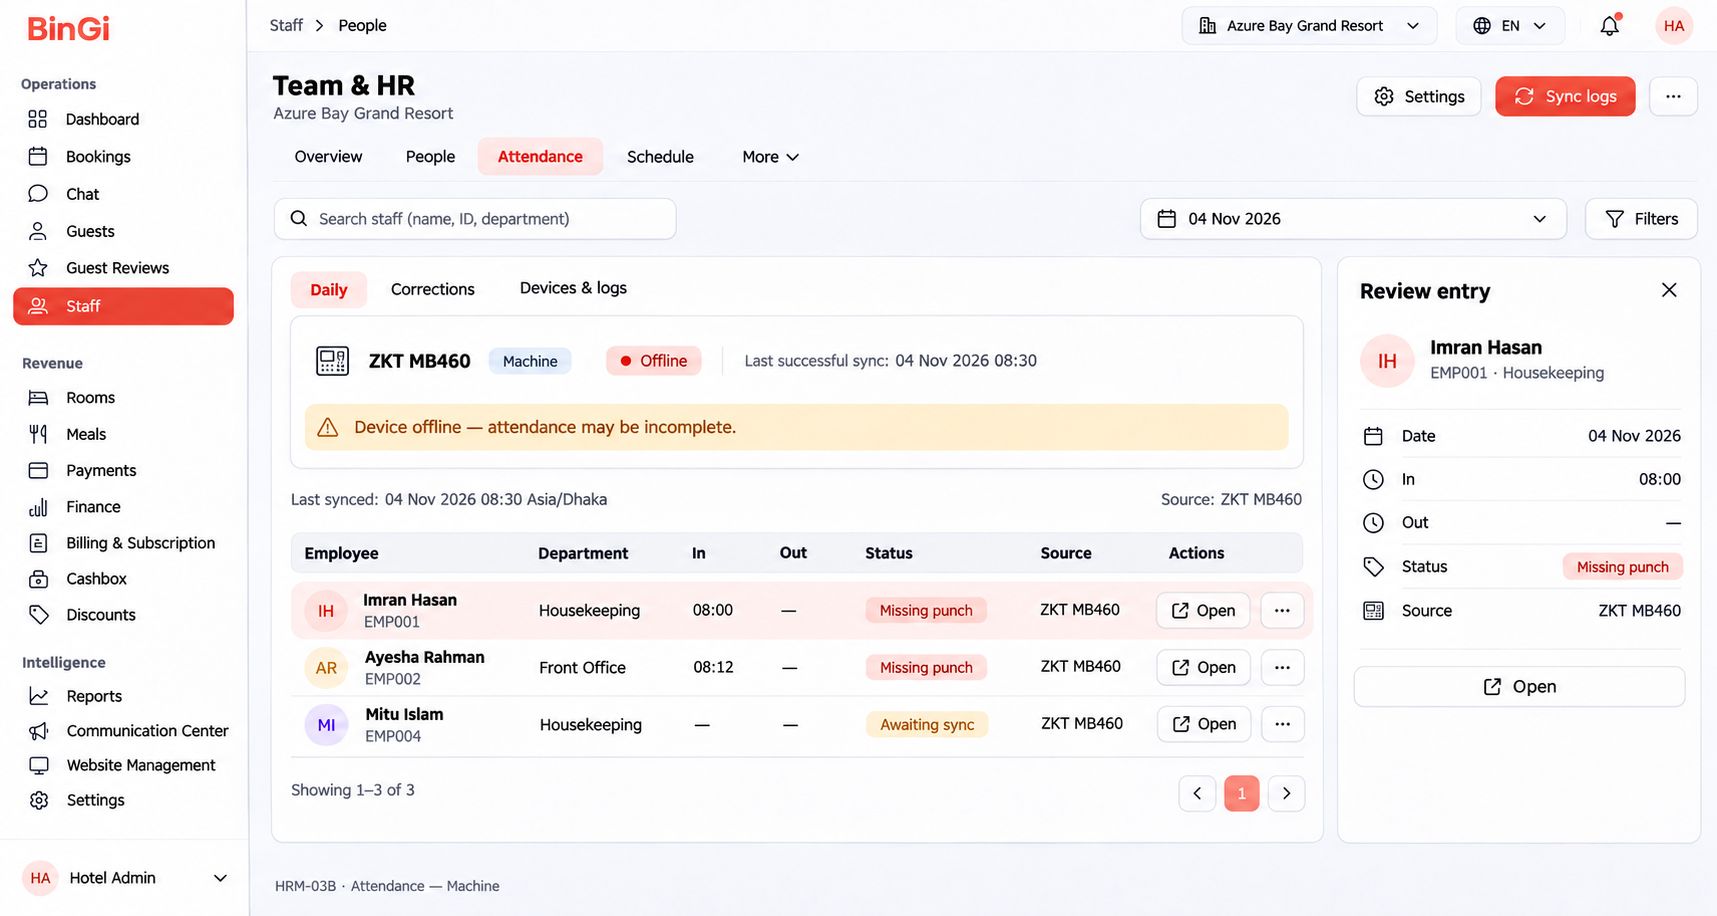 BinGi
Operations
Dashboard
Bookings
Chat
Guests
Guest Reviews
Staff
Revenue
Rooms
Meals
Payments
Finance
Billing & Subscription
Cashbox
Discounts
Intelligence
Reports
Communication Center
Website Management
Settings
HA Hotel Admin
Staff > People
Azure Bay Grand Resort
EN
HA
Team & HR
Azure Bay Grand Resort
Settings
Sync logs
Overview People Attendance Schedule More
Search staff (name, ID, department)
04 Nov 2026
Filters
Daily Corrections Devices & logs
ZKT MB460 Machine Offline Last successful sync: 04 Nov 2026 08:30
Device offline — attendance may be incomplete.
Last synced: 04 Nov 2026 08:30 Asia/Dhaka
Source: ZKT MB460
Employee Department In Out Status Source Actions
IH Imran Hasan Housekeeping 08:00 — Missing punch ZKT MB460 Open
EMP001
AR Ayesha Rahman Front Office 08:12 — Missing punch ZKT MB460 Open
EMP002
MI Mitu Islam Housekeeping — — Awaiting sync ZKT MB460 Open
EMP004
Showing 1–3 of 3
1
Review entry
IH Imran Hasan
EMP001 · Housekeeping
Date 04 Nov 2026
In 08:00
Out —
Status Missing punch
Source ZKT MB460
Open
HRM-03B · Attendance — Machine